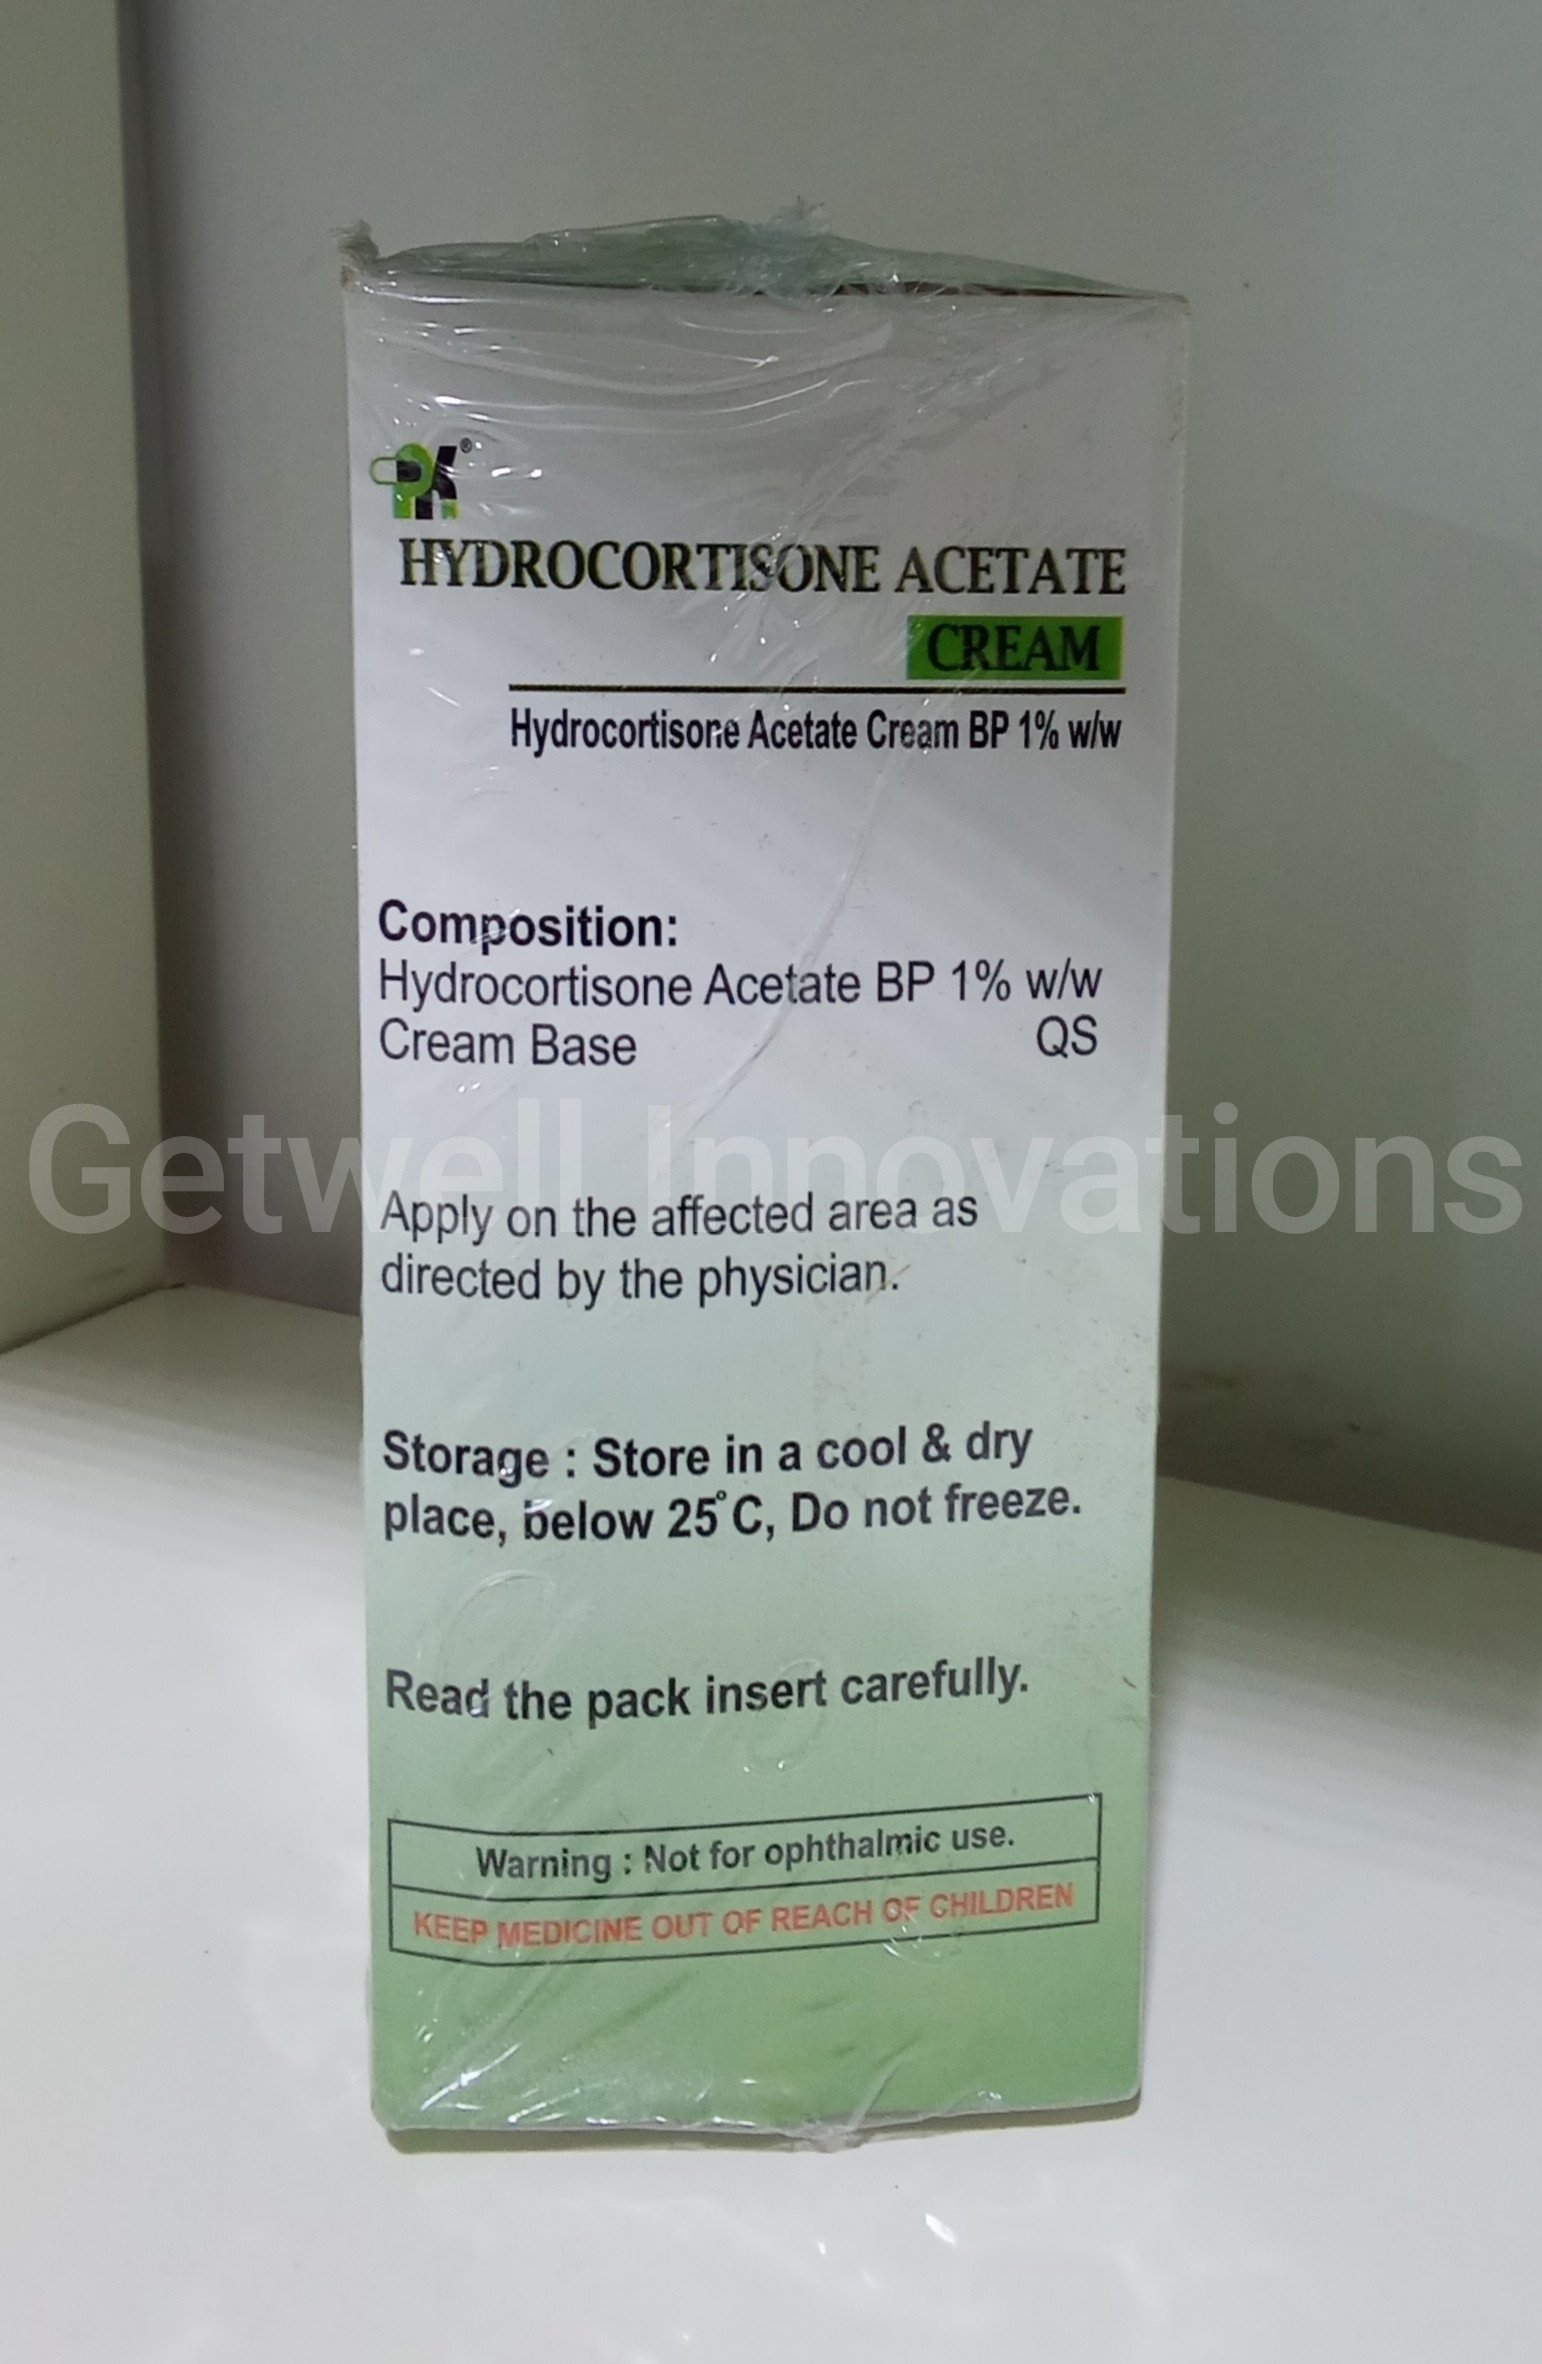 PK®
HYDROCORTISONE ACETATE
CREAM
Hydrocortisone Acetate Cream BP 1% w/w
Composition:
Hydrocortisone Acetate BP 1% w/w
Cream Base QS
Getwell Innovations
Apply on the affected area as
directed by the physician.
Storage : Store in a cool & dry
place, below 25°C, Do not freeze.
Read the pack insert carefully.
Warning : Not for ophthalmic use.
KEEP MEDICINE OUT OF REACH OF CHILDREN